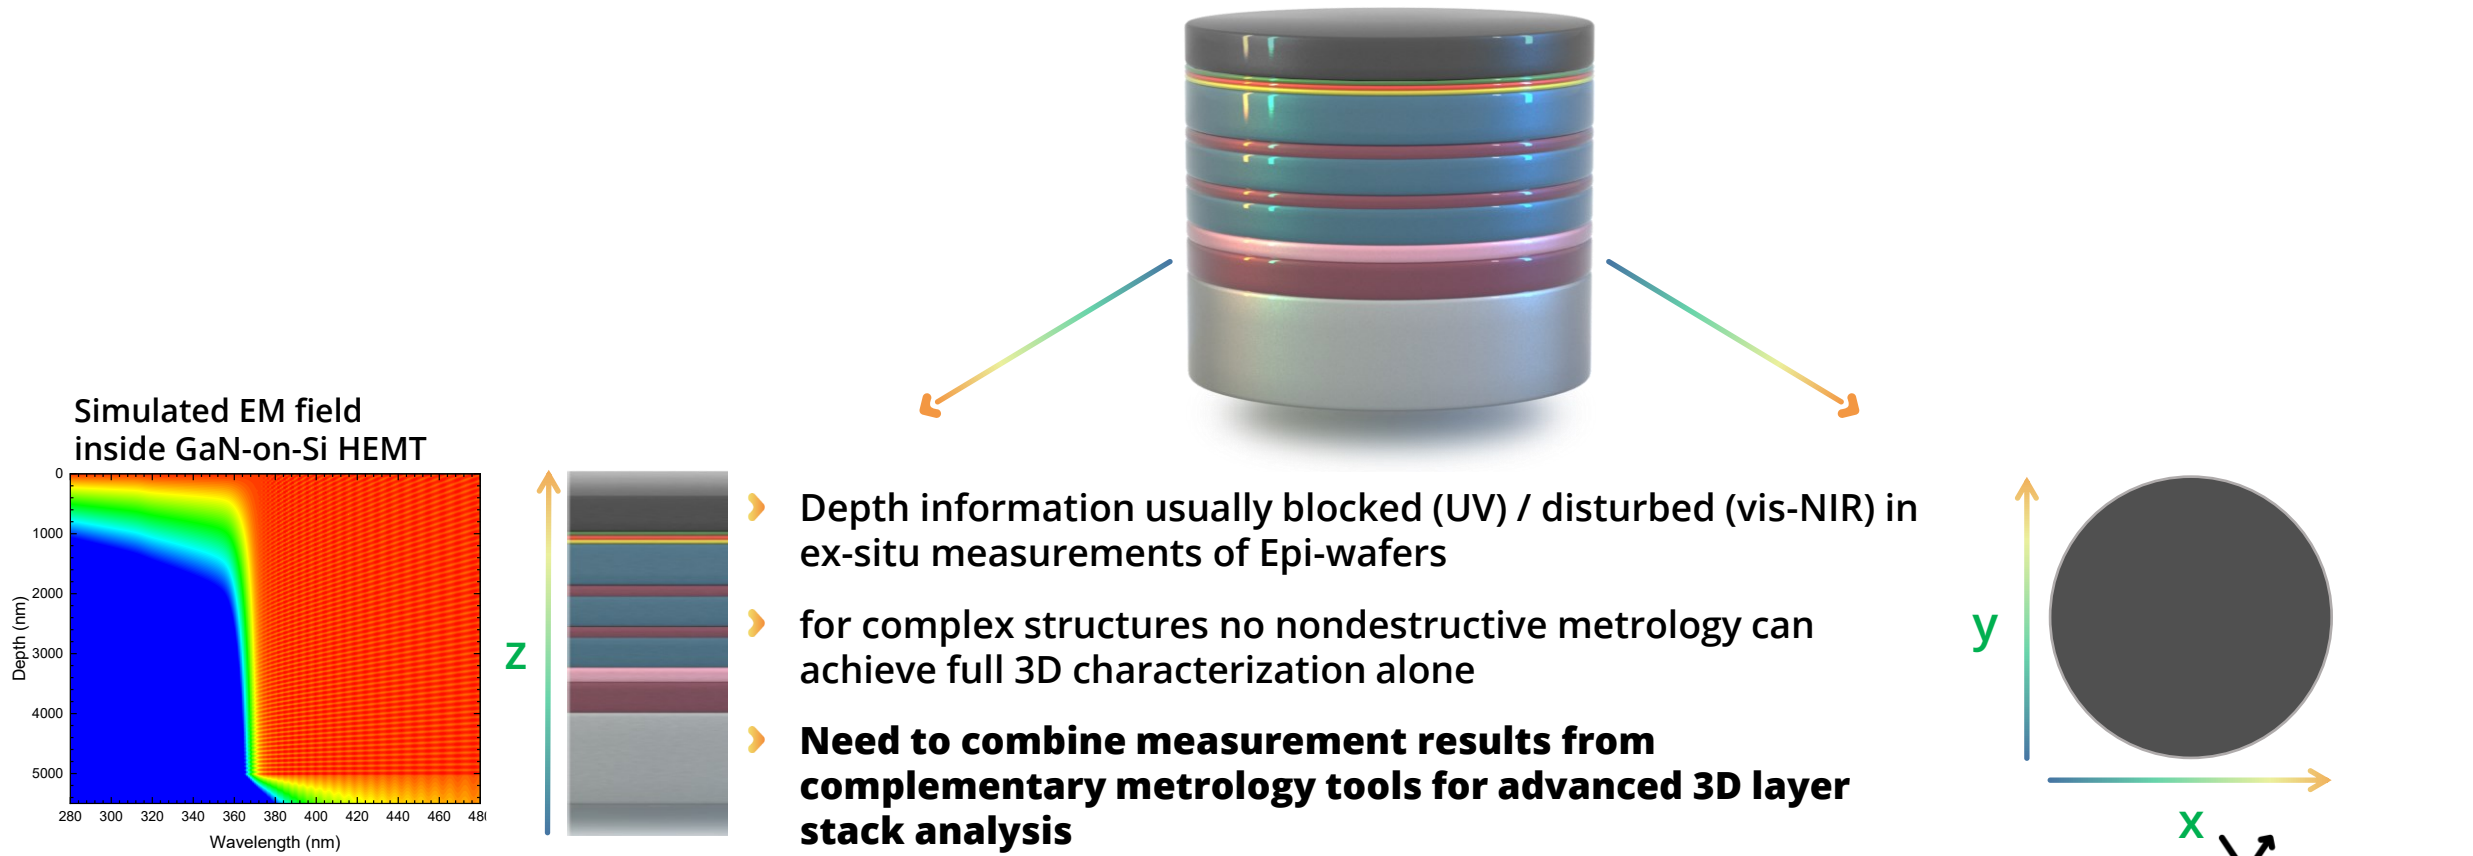 Simulated EM field
inside GaN-on-Si HEMT
0
1000
2000
3000
4000
5000
Depth (nm)
280 300 320 340 360 380 400 420 440 460 480
Wavelength (nm)
z
Depth information usually blocked (UV) / disturbed (vis-NIR) in
ex-situ measurements of Epi-wafers
for complex structures no nondestructive metrology can
achieve full 3D characterization alone
Need to combine measurement results from
complementary metrology tools for advanced 3D layer
stack analysis
y
x